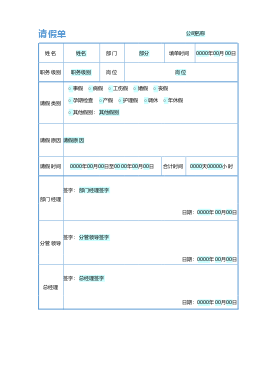 请假单
公司名称
姓 名 姓名 部 门 部分 填单时间 0000年00月00日
职务级别 职务级别 岗 位 岗 位
请假类别
事假 病假 工伤假 婚假 丧假
孕期检查 产假 护理假 调休 年休假
其他假别： 其他假别
请假原因 请假原因
请假时间 0000年00月00日至0000年00月00日 合计时间 0000天00000小时
部门经理
签字： 部门经理签字
日期：0000年00月00日
分管领导
签字： 分管领导签字
日期：0000年00月00日
总经理
签字： 总经理签字
日期：0000年00月00日